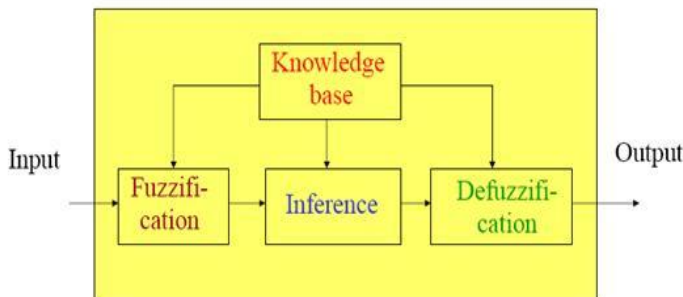 Knowledge
base
Input
Output
Fuzzifi-
cation
Inference
Defuzzifi-
cation